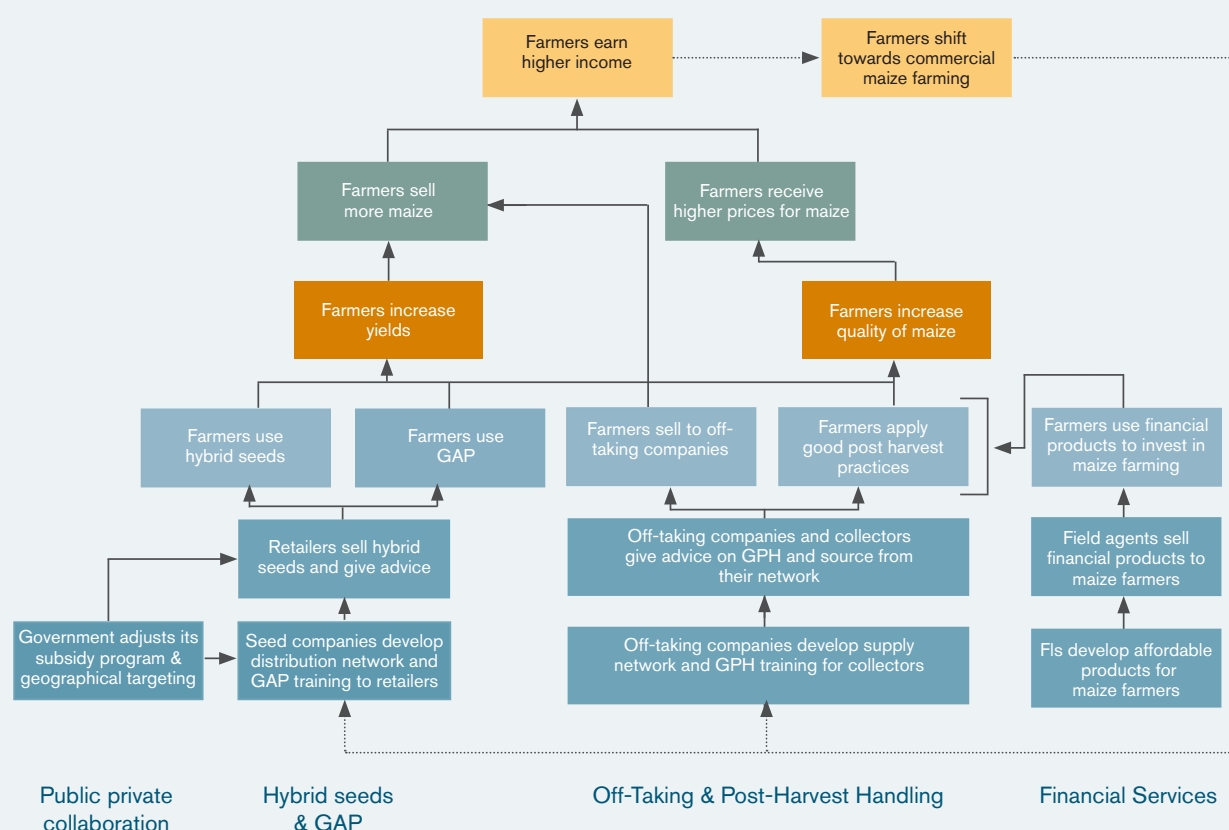 Farmers earn
higher income
Farmers shift
towards commercial
maize farming
Farmers sell
more maize
Farmers receive
higher prices for maize
Farmers increase
yields
Farmers increase
quality of maize
Farmers use
hybrid seeds
Farmers use
GAP
Farmers sell to off-
taking companies
Farmers apply
good post harvest
practices
Farmers use financial
products to invest in
maize farming
Retailers sell hybrid
seeds and give advice
Off-taking companies and collectors
give advice on GPH and source from
their network
Field agents sell
financial products to
maize farmers
Government adjusts its
subsidy program &
geographical targeting
Seed companies develop
distribution network and
GAP training to retailers
Off-taking companies develop supply
network and GPH training for collectors
FIs develop affordable
products for
maize farmers
Public private
collaboration
Hybrid seeds
& GAP
Off-Taking & Post-Harvest Handling
Financial Services